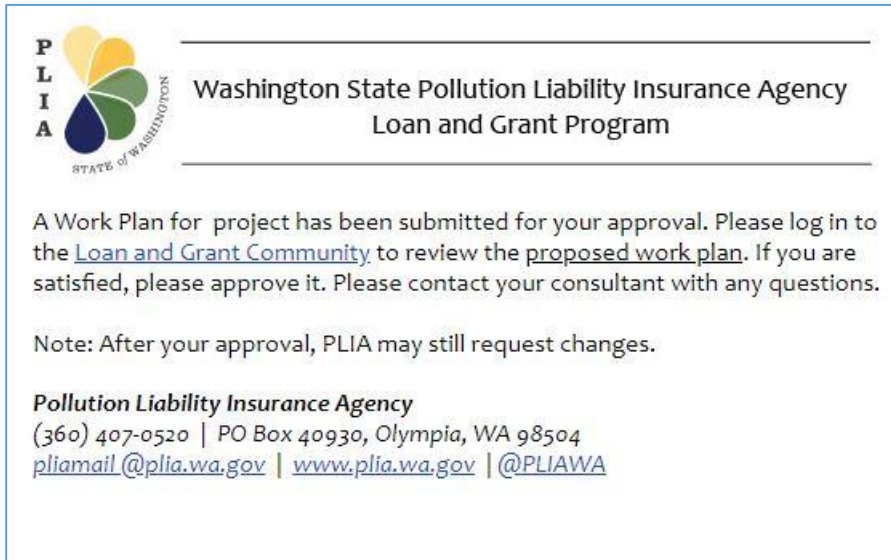 PLIA
STATE of WASHINGTON
Washington State Pollution Liability Insurance Agency
Loan and Grant Program
A Work Plan for  project has been submitted for your approval. Please log in to
the Loan and Grant Community to review the proposed work plan. If you are
satisfied, please approve it. Please contact your consultant with any questions.
Note: After your approval, PLIA may still request changes.
Pollution Liability Insurance Agency
(360) 407-0520 | PO Box 40930, Olympia, WA 98504
pliamail @plia.wa.gov | www.plia.wa.gov |@PLIAWA